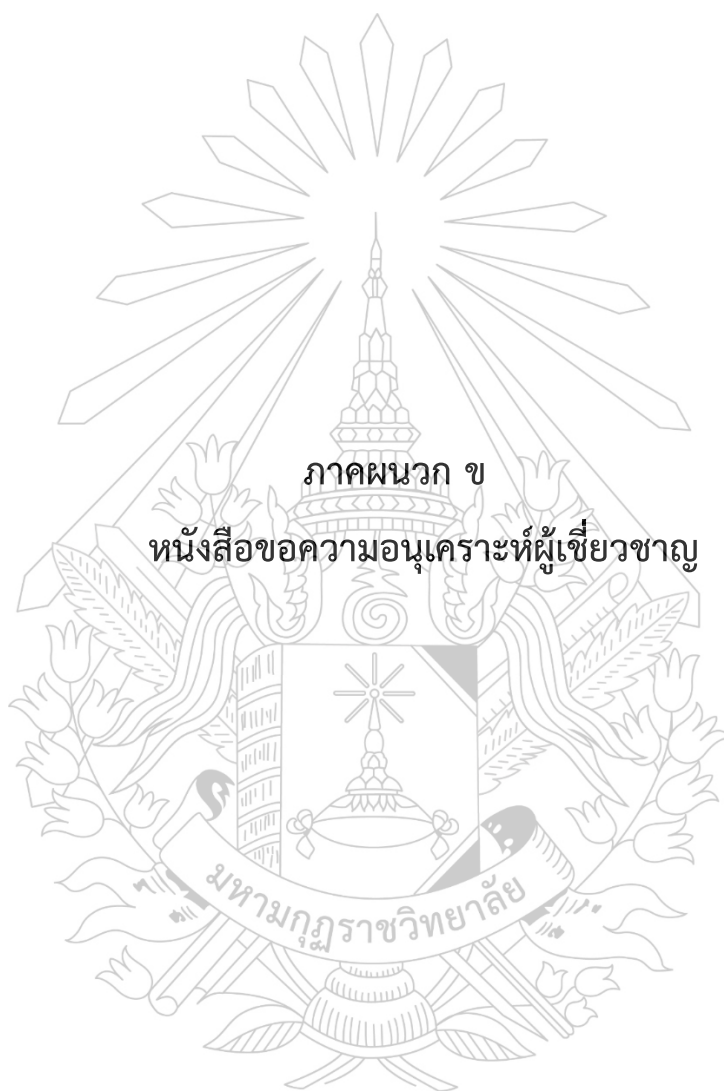 ภาคผนวก ข
หนังสือขอความอนุเคราะห์ผู้เชี่ยวชาญ
มหามกุฏราชวิทยาลัย